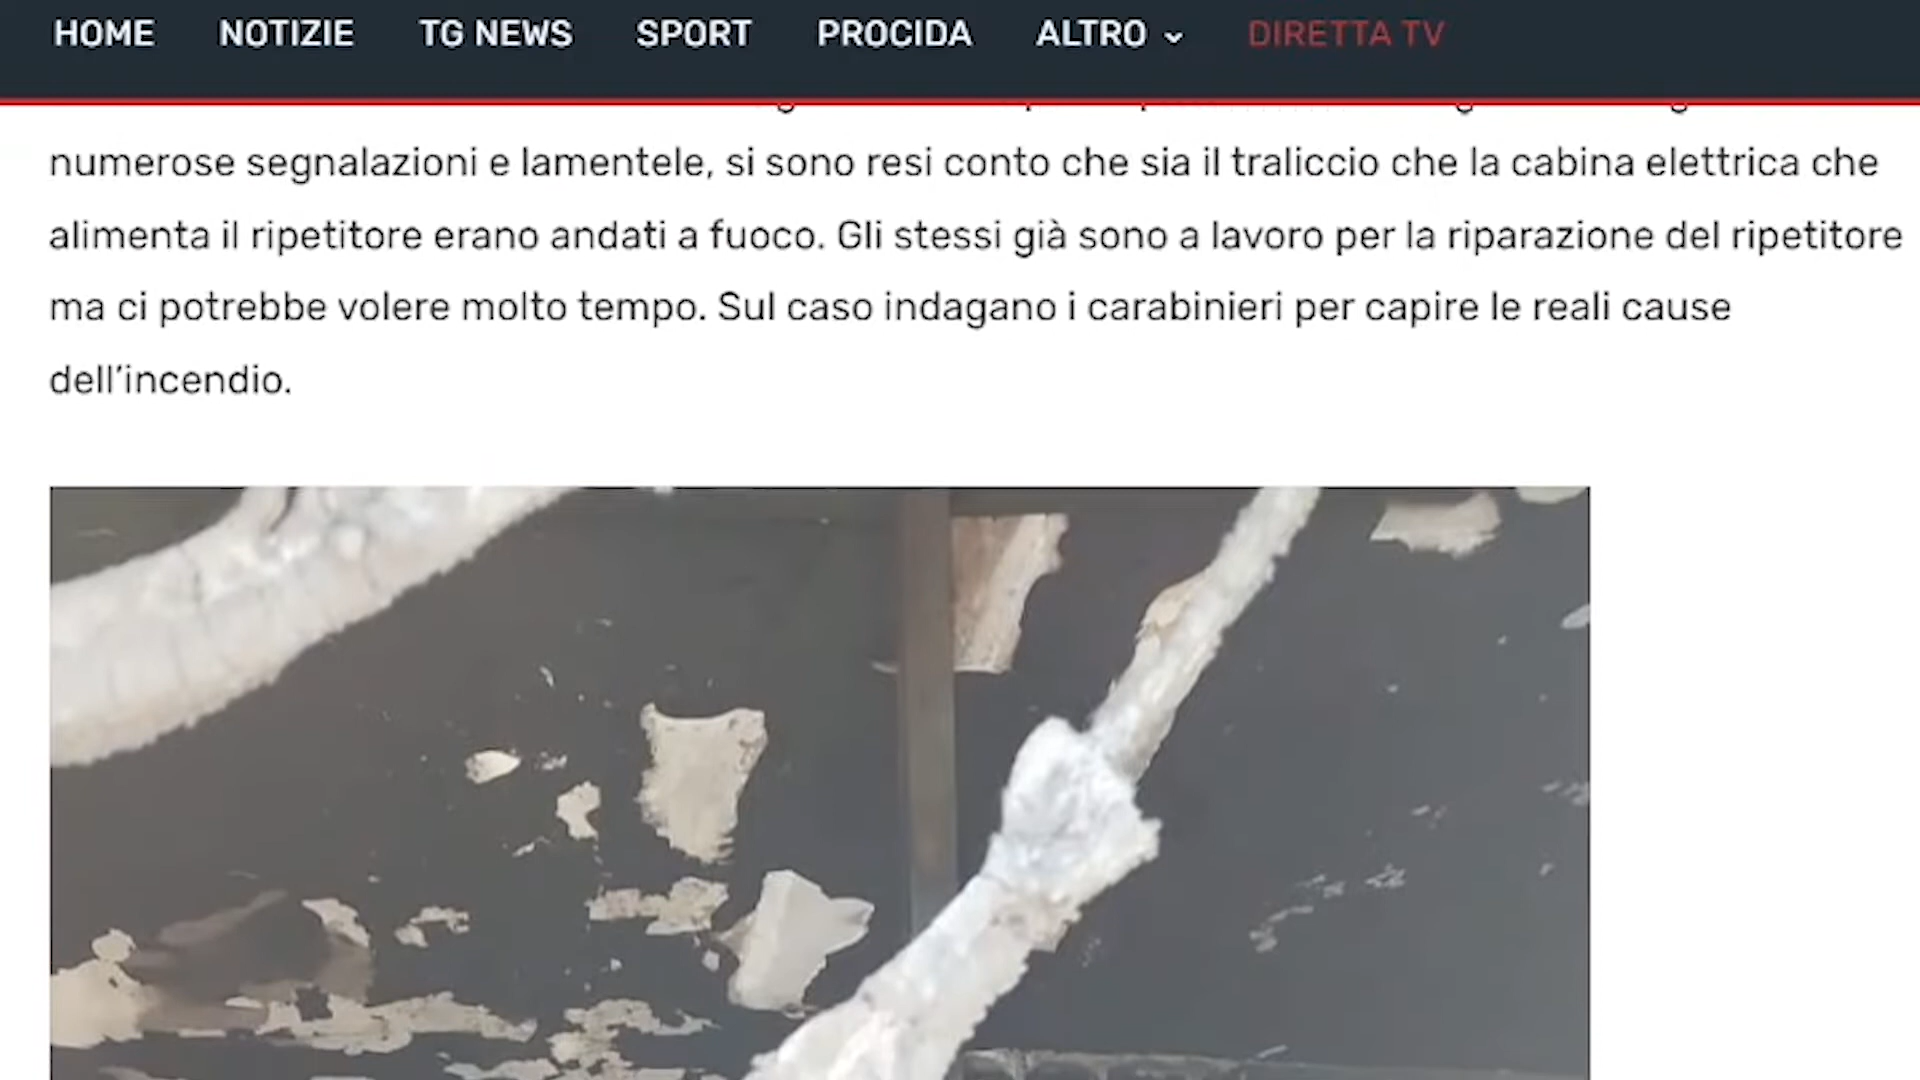 HOME NOTIZIE TG NEWS SPORT PROCIDA ALTRO DIRETTA TV
numerose segnalazioni e lamentele, si sono resi conto che sia il traliccio che la cabina elettrica che
alimenta il ripetitore erano andati a fuoco. Gli stessi già sono a lavoro per la riparazione del ripetitore
ma ci potrebbe volere molto tempo. Sul caso indagano i carabinieri per capire le reali cause
dell’incendio.